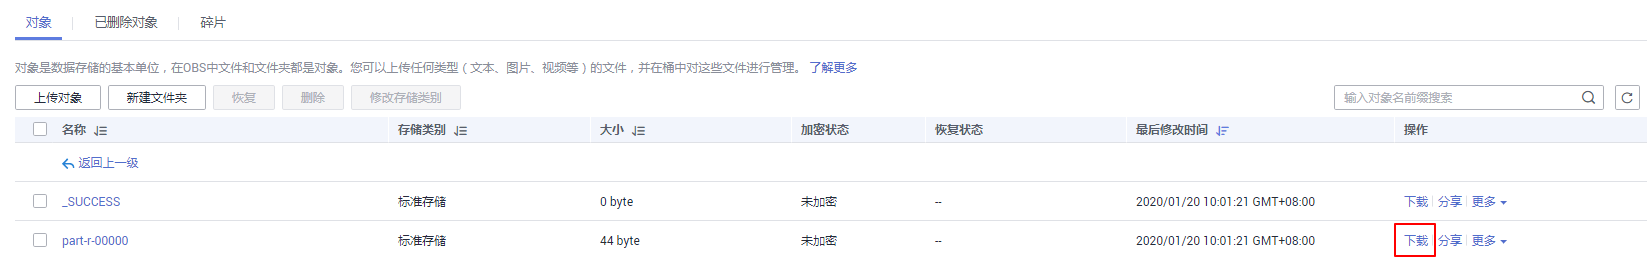 对象 已删除对象 碎片
对象是数据存储的基本单位，在OBS中文件和文件夹都是对象。您可以上传任何类型（文本、图片、视频等）的文件，并在桶中对这些文件进行管理。 了解更多
上传对象 新建文件夹 恢复 删除 修改存储类别 输入对象名前缀搜索
名称 存储类别 大小 加密状态 恢复状态 最后修改时间 操作
返回上一级
_SUCCESS 标准存储 0 byte 未加密 -- 2020/01/20 10:01:21 GMT+08:00 下载 分享 更多
part-r-00000 标准存储 44 byte 未加密 -- 2020/01/20 10:01:21 GMT+08:00 下载 分享 更多